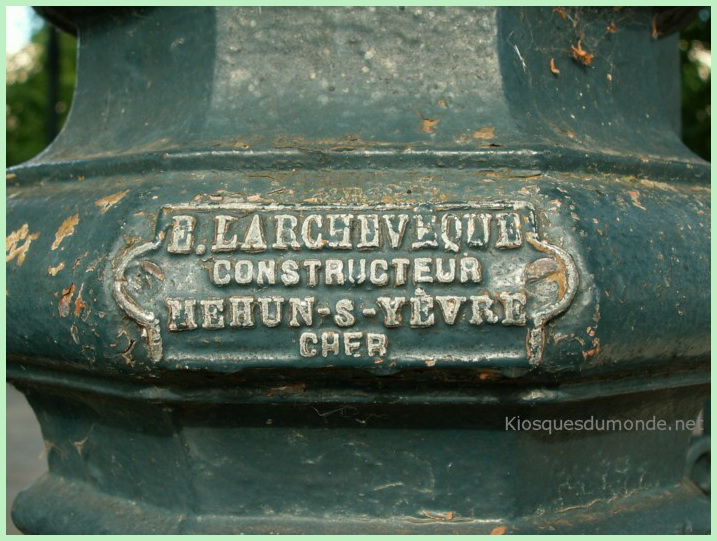 E. LARCHEVÊQUE
CONSTRUCTEUR
MEHUN-S-YÈVRE
CHER
Kiosquesdumonde.net